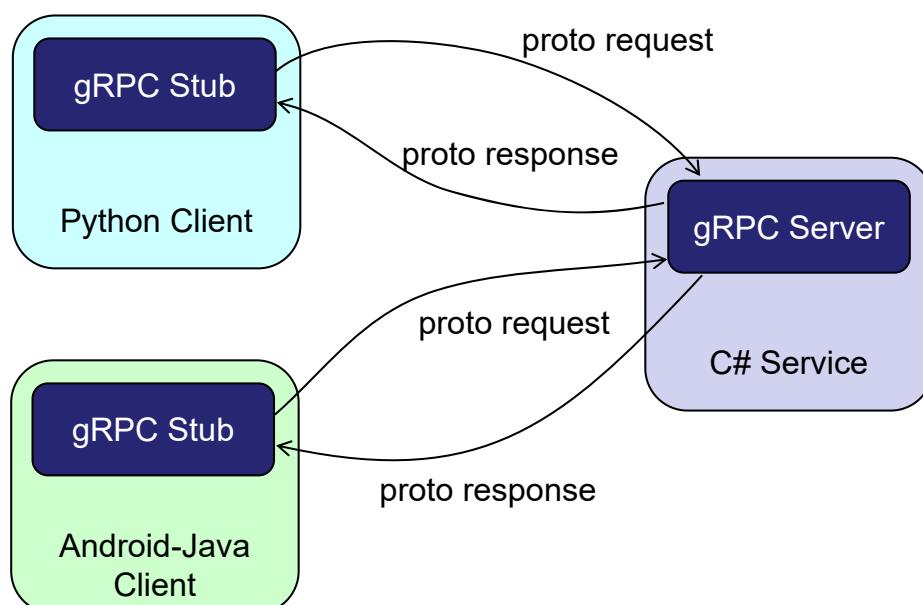 proto request
gRPC Stub
proto response
Python Client
gRPC Server
proto request
C# Service
gRPC Stub
proto response
Android-Java
Client